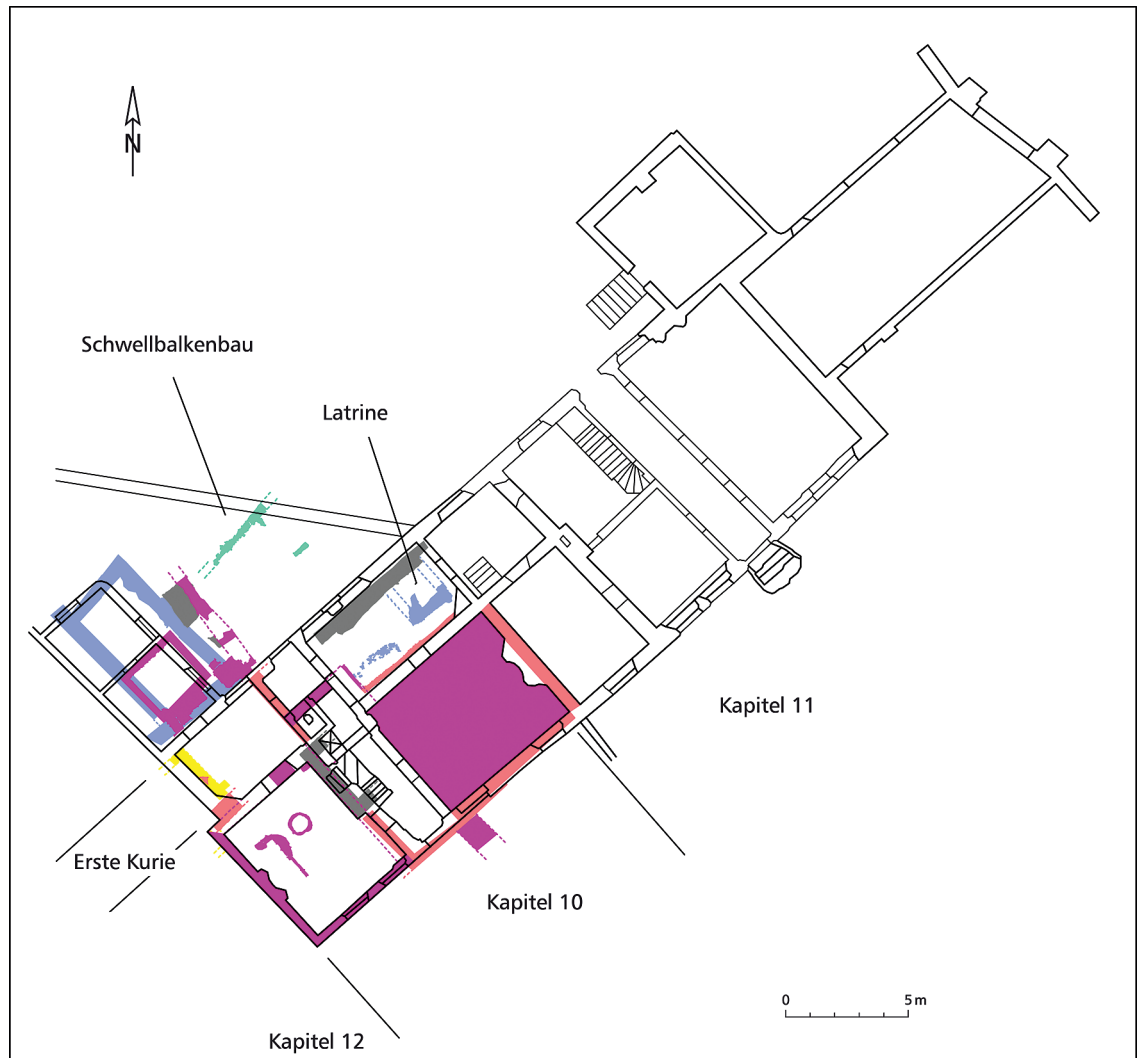 N
Schwellbalkenbau
Latrine
Kapitel 11
Erste Kurie
Kapitel 10
0 5 m
Kapitel 12